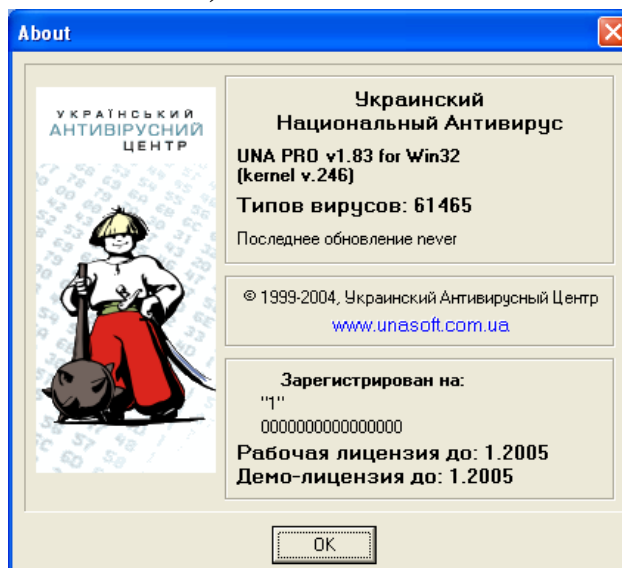 About
УКРАЇНСЬКИЙ
АНТИВІРУСНИЙ
ЦЕНТР
Украинский
Национальный Антивирус
UNA PRO v1.83 for Win32
(kernel v.246)
Типов вирусов: 61465
Последнее обновление never
© 1999-2004, Украинский Антивирусный Центр
www.unasoft.com.ua
Зарегистрирован на:
"1"
0000000000000000
Рабочая лицензия до: 1.2005
Демо-лицензия до: 1.2005
OK